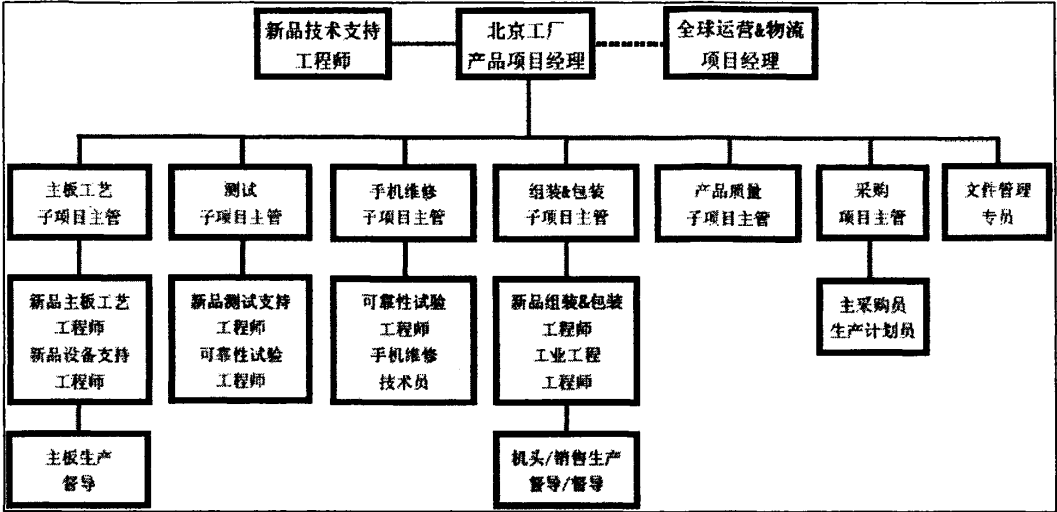 新品技术支持
工程师
北京工厂
产品项目经理
全球运营&物流
项目经理
主板工艺
子项目主管
测试
子项目主管
手机维修
子项目主管
组装&包装
子项目主管
产品质量
子项目主管
采购
项目主管
文件管理
专员
新品主板工艺
工程师
新品设备支持
工程师
新品测试支持
工程师
可靠性试验
工程师
可靠性试验
工程师
手机维修
技术员
新品组装&包装
工程师
工业工程
工程师
主采购员
生产计划员
主板生产
督导
机头/销售生产
督导/督导